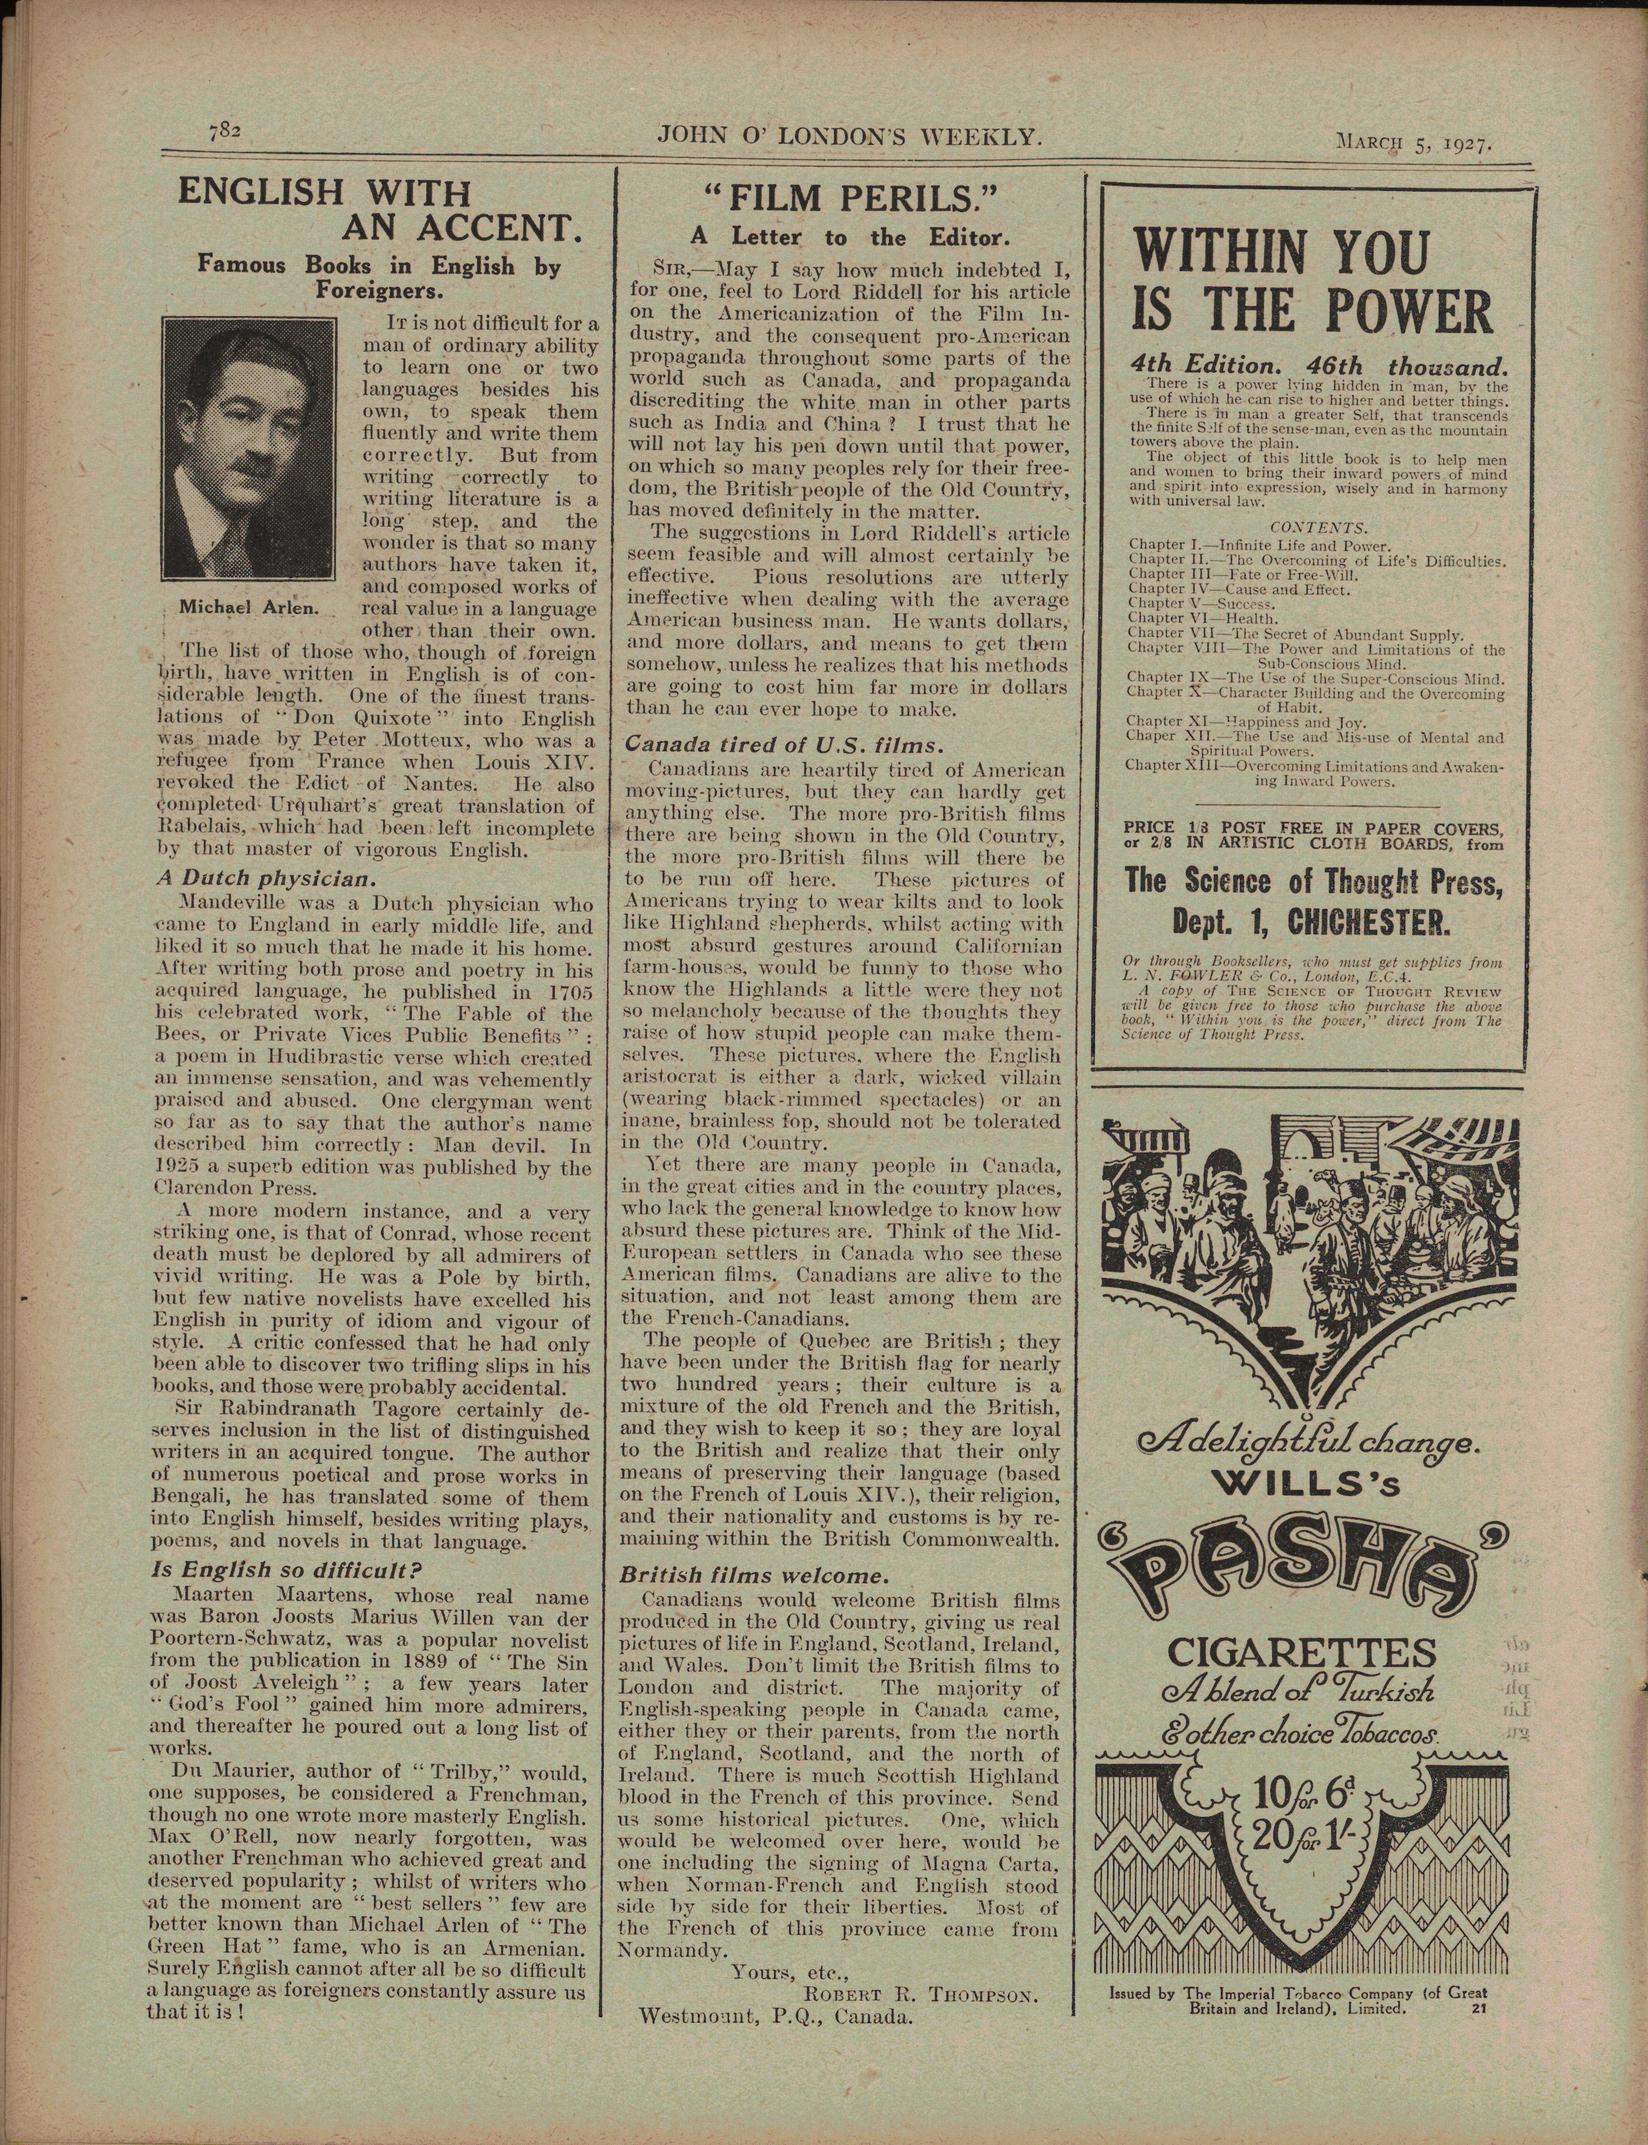 782
JOHN O' LONDON'S WEEKLY.
MARCH 5, 1927.
ENGLISH WITH
AN ACCENT.
Famous Books in English by
Foreigners.
IT is not difficult for a
man of ordinary ability
to learn one or two
languages besides his
own, to speak them
fluently and write them
correctly. But from
writing correctly to
writing literature is a
long step, and the
wonder is that so many
authors have taken it,
and composed works of
real value in a language
other than their own.
Michael Arlen.
The list of those who, though of foreign
birth, have written in English is of con-
siderable length. One of the finest trans-
lations of "Don Quixote" into English
was made by Peter Motteux, who was a
refugee from France when Louis XIV.
revoked the Edict of Nantes. He also
completed Urquhart's great translation of
Rabelais, which had been left incomplete
by that master of vigorous English.
A Dutch physician.
Mandeville was a Dutch physician who
came to England in early middle life, and
liked it so much that he made it his home.
After writing both prose and poetry in his
acquired language, he published in 1705
his celebrated work, "The Fable of the
Bees, or Private Vices Public Benefits":
a poem in Hudibrastic verse which created
an immense sensation, and was vehemently
praised and abused. One clergyman went
so far as to say that the author's name
described him correctly: Man devil. In
1925 a superb edition was published by the
Clarendon Press.
A more modern instance, and a very
striking one, is that of Conrad, whose recent
death must be deplored by all admirers of
vivid writing. He was a Pole by birth,
but few native novelists have excelled his
English in purity of idiom and vigour of
style. A critic confessed that he had only
been able to discover two trifling slips in his
books, and those were probably accidental.
Sir Rabindranath Tagore certainly de-
serves inclusion in the list of distinguished
writers in an acquired tongue. The author
of numerous poetical and prose works in
Bengali, he has translated some of them
into English himself, besides writing plays,
poems, and novels in that language.
Is English so difficult?
Maarten Maartens, whose real name
was Baron Joosts Marius Willen van der
Poortern-Schwatz, was a popular novelist
from the publication in 1889 of "The Sin
of Joost Aveleigh"; a few years later
"God's Fool" gained him more admirers,
and thereafter he poured out a long list of
works.
Du Maurier, author of "Trilby," would,
one supposes, be considered a Frenchman,
though no one wrote more masterly English.
Max O'Rell, now nearly forgotten, was
another Frenchman who achieved great and
deserved popularity; whilst of writers who
at the moment are "best sellers" few are
better known than Michael Arlen of "The
Green Hat" fame, who is an Armenian.
Surely English cannot after all be so difficult
a language as foreigners constantly assure us
that it is!
"FILM PERILS."
A Letter to the Editor.
SIR,—May I say how much indebted I,
for one, feel to Lord Riddell for his article
on the Americanization of the Film In-
dustry, and the consequent pro-American
propaganda throughout some parts of the
world such as Canada, and propaganda
discrediting the white man in other parts
such as India and China? I trust that he
will not lay his pen down until that power,
on which so many peoples rely for their free-
dom, the British people of the Old Country,
has moved definitely in the matter.
The suggestions in Lord Riddell's article
seem feasible and will almost certainly be
effective. Pious resolutions are utterly
ineffective when dealing with the average
American business man. He wants dollars,
and more dollars, and means to get them
somehow, unless he realizes that his methods
are going to cost him far more in dollars
than he can ever hope to make.
Canada tired of U.S. films.
Canadians are heartily tired of American
moving-pictures, but they can hardly get
anything else. The more pro-British films
there are being shown in the Old Country,
the more pro-British films will there be
to be run off here. These pictures of
Americans trying to wear kilts and to look
like Highland shepherds, whilst acting with
most absurd gestures around Californian
farm-houses, would be funny to those who
know the Highlands a little were they not
so melancholy because of the thoughts they
raise of how stupid people can make them-
selves. These pictures, where the English
aristocrat is either a dark, wicked villain
(wearing black-rimmed spectacles) or an
inane, brainless fop, should not be tolerated
in the Old Country.
Yet there are many people in Canada,
in the great cities and in the country places,
who lack the general knowledge to know how
absurd these pictures are. Think of the Mid-
European settlers in Canada who see these
American films. Canadians are alive to the
situation, and not least among them are
the French-Canadians.
The people of Quebec are British; they
have been under the British flag for nearly
two hundred years; their culture is a
mixture of the old French and the British,
and they wish to keep it so; they are loyal
to the British and realize that their only
means of preserving their language (based
on the French of Louis XIV.), their religion,
and their nationality and customs is by re-
maining within the British Commonwealth.
British films welcome.
Canadians would welcome British films
produced in the Old Country, giving us real
pictures of life in England, Scotland, Ireland,
and Wales. Don't limit the British films to
London and district. The majority of
English-speaking people in Canada came,
either they or their parents, from the north
of England, Scotland, and the north of
Ireland. There is much Scottish Highland
blood in the French of this province. Send
us some historical pictures. One, which
would be welcomed over here, would be
one including the signing of Magna Carta,
when Norman-French and English stood
side by side for their liberties. Most of
the French of this province came from
Normandy.
Yours, etc.,
ROBERT R. THOMPSON.
Westmount, P.Q., Canada.
WITHIN YOU
IS THE POWER
4th Edition. 46th thousand.
There is a power lying hidden in man, by the
use of which he can rise to higher and better things.
There is in man a greater Self, that transcends
the finite Self of the sense-man, even as the mountain
towers above the plain.
The object of this little book is to help men
and women to bring their inward powers of mind
and spirit into expression, wisely and in harmony
with universal law.
CONTENTS.
Chapter I.—Infinite Life and Power.
Chapter II.—The Overcoming of Life's Difficulties.
Chapter III—Fate or Free-Will.
Chapter IV—Cause and Effect.
Chapter V—Success.
Chapter VI—Health.
Chapter VII—The Secret of Abundant Supply.
Chapter VIII—The Power and Limitations of the
Sub-Conscious Mind.
Chapter IX—The Use of the Super-Conscious Mind.
Chapter X—Character Building and the Overcoming
of Habit.
Chapter XI—Happiness and Joy.
Chaper XII.—The Use and Mis-use of Mental and
Spiritual Powers.
Chapter XIII—Overcoming Limitations and Awaken-
ing Inward Powers.
PRICE 1/8 POST FREE IN PAPER COVERS,
or 2/8 IN ARTISTIC CLOTH BOARDS, from
The Science of Thought Press,
Dept. 1, CHICHESTER.
Or through Booksellers, who must get supplies from
L. N. FOWLER & Co., London, E.C.4.
A copy of THE SCIENCE OF THOUGHT REVIEW
will be given free to those who purchase the above
book, "Within you is the power," direct from The
Science of Thought Press.
A delightful change.
WILLS's
'PASHA'
CIGARETTES
A blend of Turkish
& other choice Tobaccos.
10 for 6d
20 for 1/-
Issued by The Imperial Tobacco Company (of Great
Britain and Ireland), Limited. 21